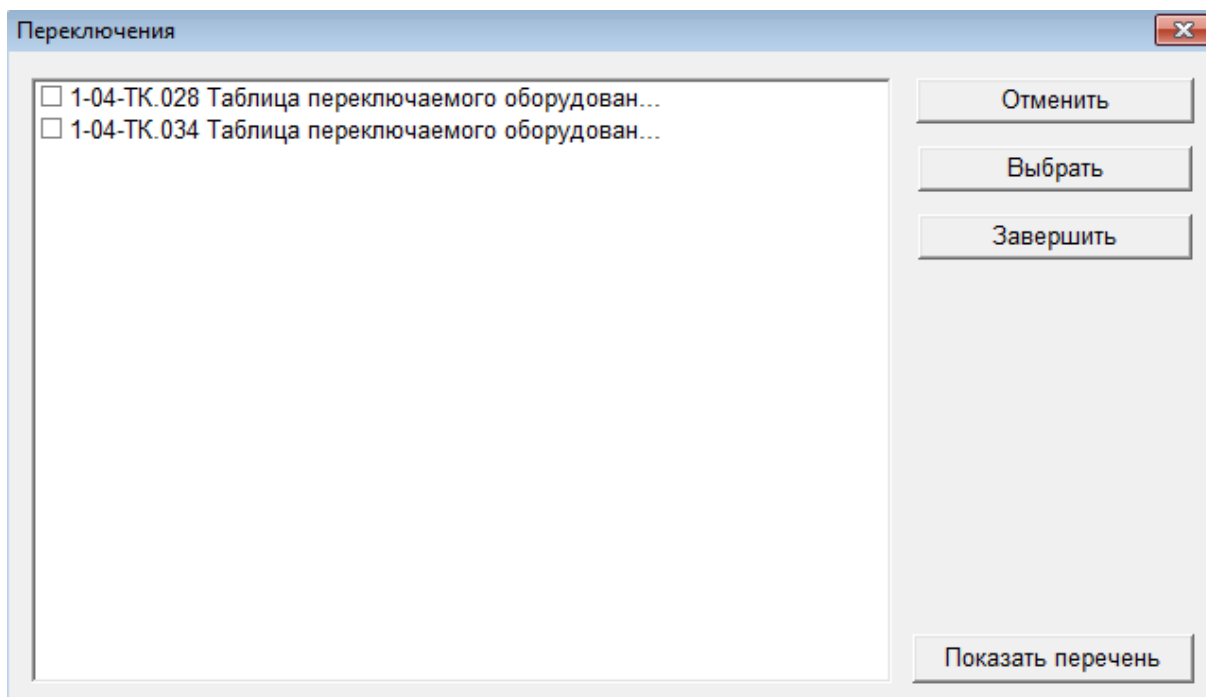 Переключения
1-04-ТК.028 Таблица переключаемого оборудован...
1-04-ТК.034 Таблица переключаемого оборудован...
Отменить
Выбрать
Завершить
Показать перечень